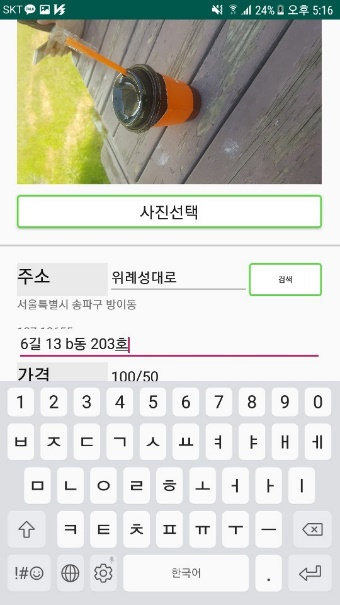 SKT 24% 오후 5:16
사진선택
주소 위례성대로 검색
서울특별시 송파구 방이동
6길 13 b동 203호
가격 100/50
1 2 3 4 5 6 7 8 9 0
ㅂ ㅈ ㄷ ㄱ ㅅ ㅛ ㅕ ㅑ ㅐ ㅔ
ㅁ ㄴ ㅇ ㄹ ㅎ ㅗ ㅓ ㅏ ㅣ
ㅋ ㅌ ㅊ ㅍ ㅠ ㅜ ㅡ
!#☺ 한국어 .